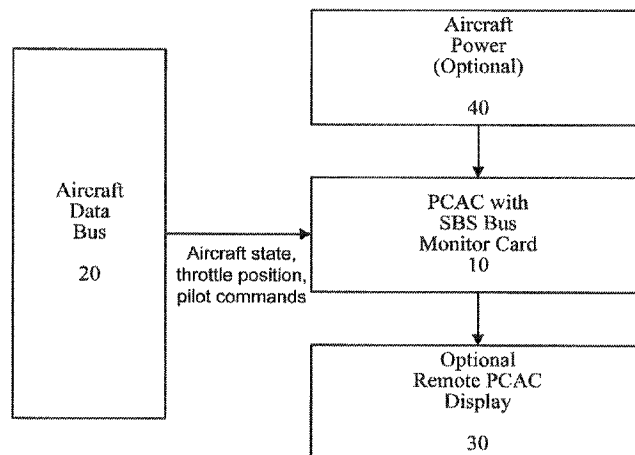 Aircraft
Power
(Optional)
40
Aircraft
Data
Bus
20
Aircraft state,
throttle position,
pilot commands
PCAC with
SBS Bus
Monitor Card
10
Optional
Remote PCAC
Display
30